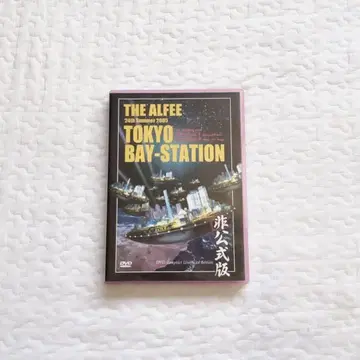 THE ALFEE
24th Summer 2005
TOKYO
BAY-STATION
非公式版
DVD